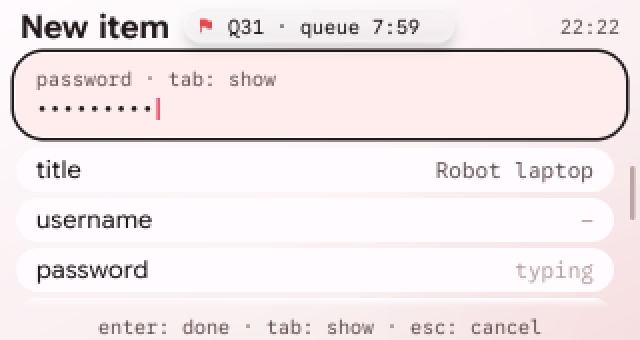 New item
Q31 · queue 7:59
22:22
password · tab: show
•••••••••
title Robot laptop
username –
password typing
enter: done · tab: show · esc: cancel